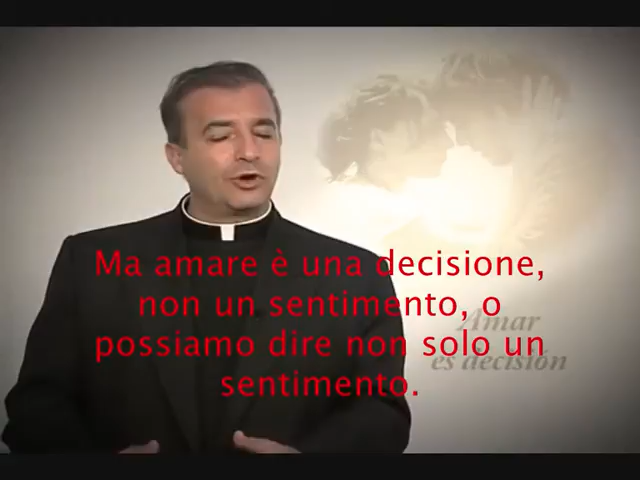 Ma amare è una decisione,
non un sentimento, o
possiamo dire non solo un
sentimento.
Amar
es decisión